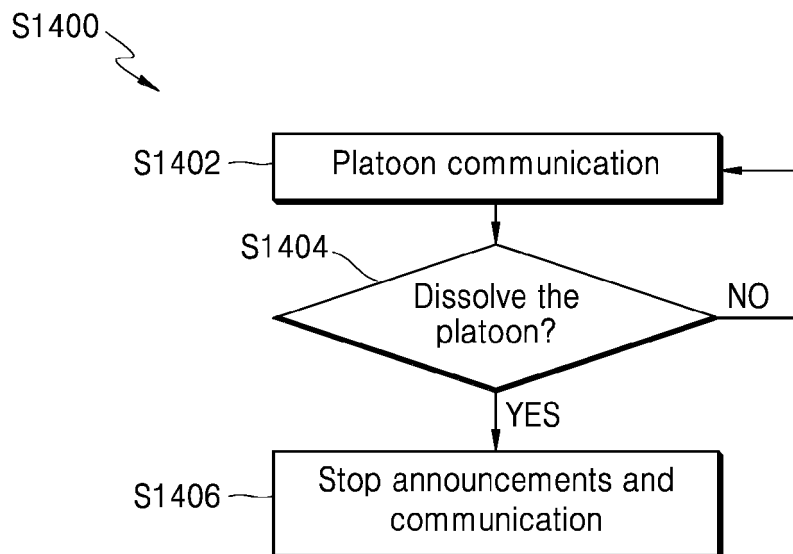 S1400
S1402
Platoon communication
S1404
Dissolve the
platoon?
NO
YES
S1406
Stop announcements and
communication